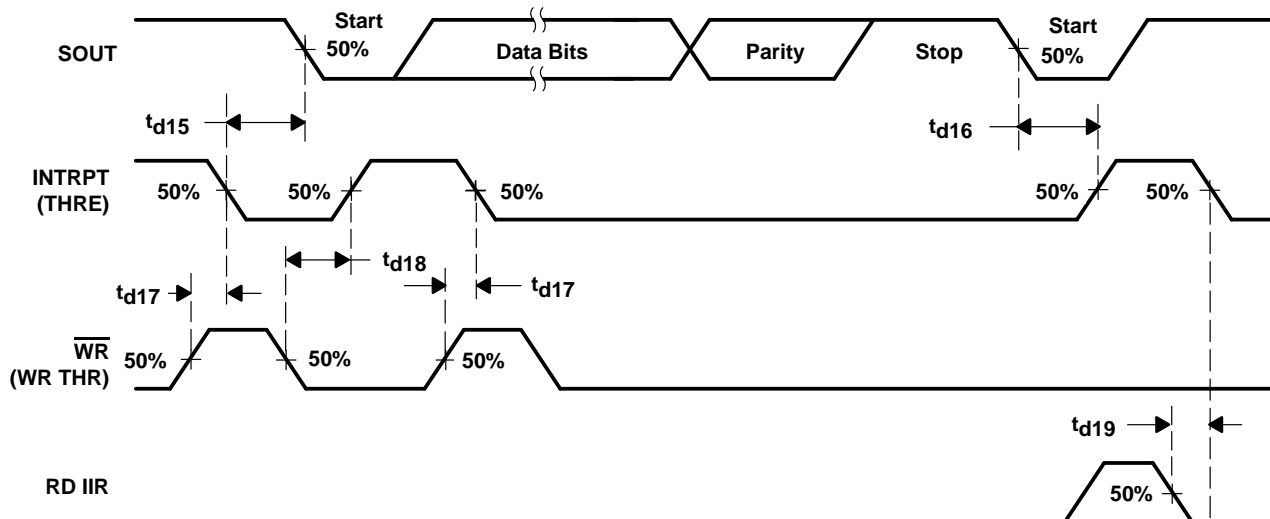 Start
Start
SOUT
50%
Data Bits
Parity
Stop
50%
td15
td16
INTRPT
(THRE)
50%
50%
50%
50%
50%
td17
td18
td17
WR
(WR THR)
50%
50%
50%
td19
RD IIR
50%